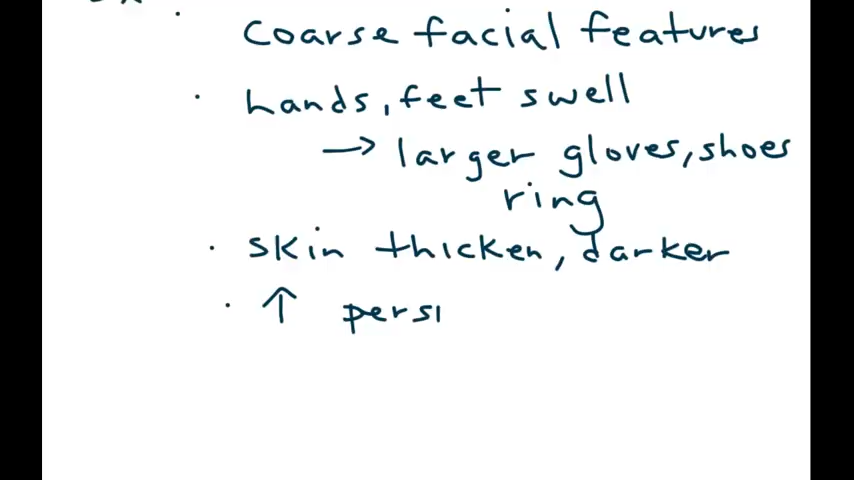 · coarse facial features
· hands, feet swell
→ larger gloves, shoes
ring
· skin thicken, darker
· ↑ persi